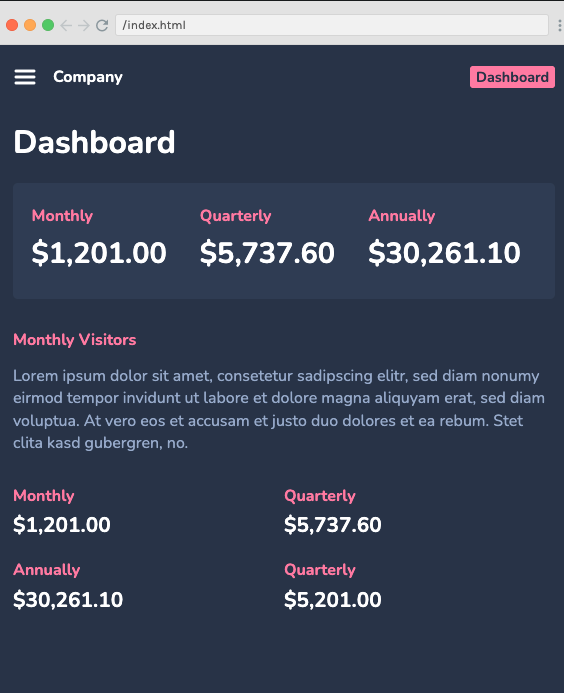 /index.html
Company Dashboard
Dashboard
Monthly Quarterly Annually
$1,201.00 $5,737.60 $30,261.10
Monthly Visitors
Lorem ipsum dolor sit amet, consetetur sadipscing elitr, sed diam nonumy
eirmod tempor invidunt ut labore et dolore magna aliquyam erat, sed diam
voluptua. At vero eos et accusam et justo duo dolores et ea rebum. Stet
clita kasd gubergren, no.
Monthly Quarterly
$1,201.00 $5,737.60
Annually Quarterly
$30,261.10 $5,201.00